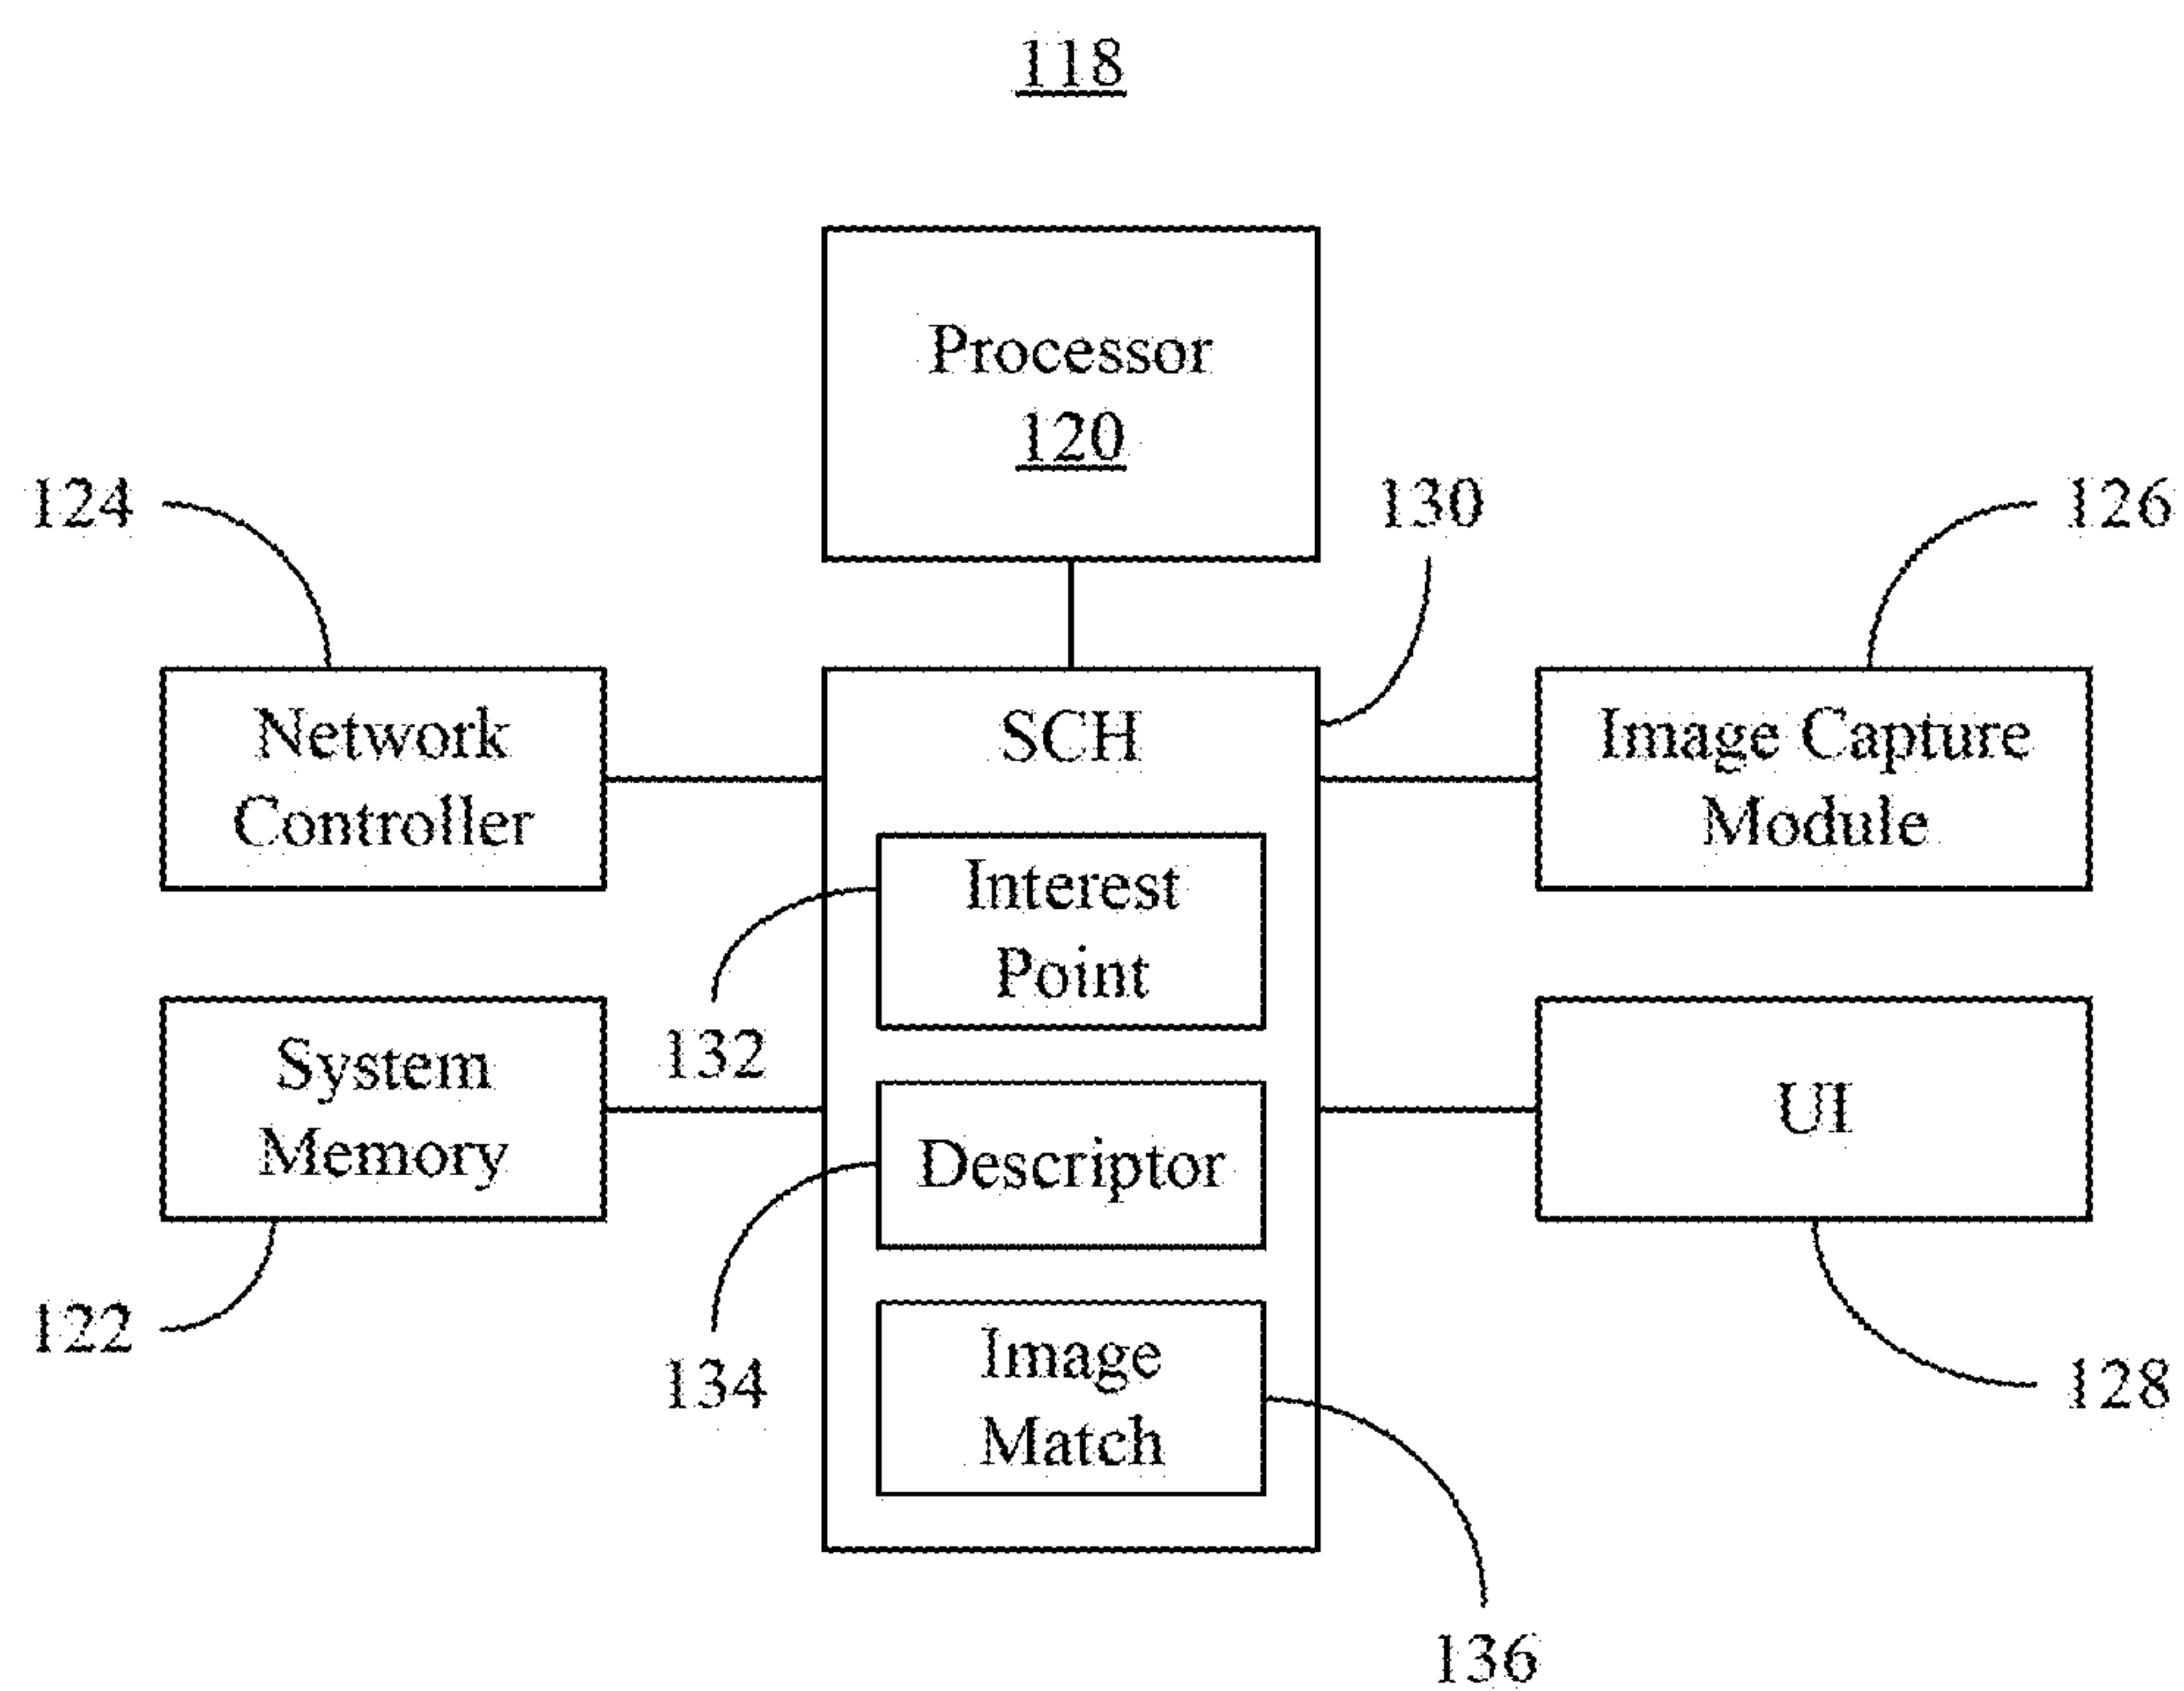 118
Processor
120
124
130
126
Network
Controller
SCH
Image Capture
Module
Interest
Point
132
System
Memory
Descriptor
UI
122
134
Image
Match
128
136